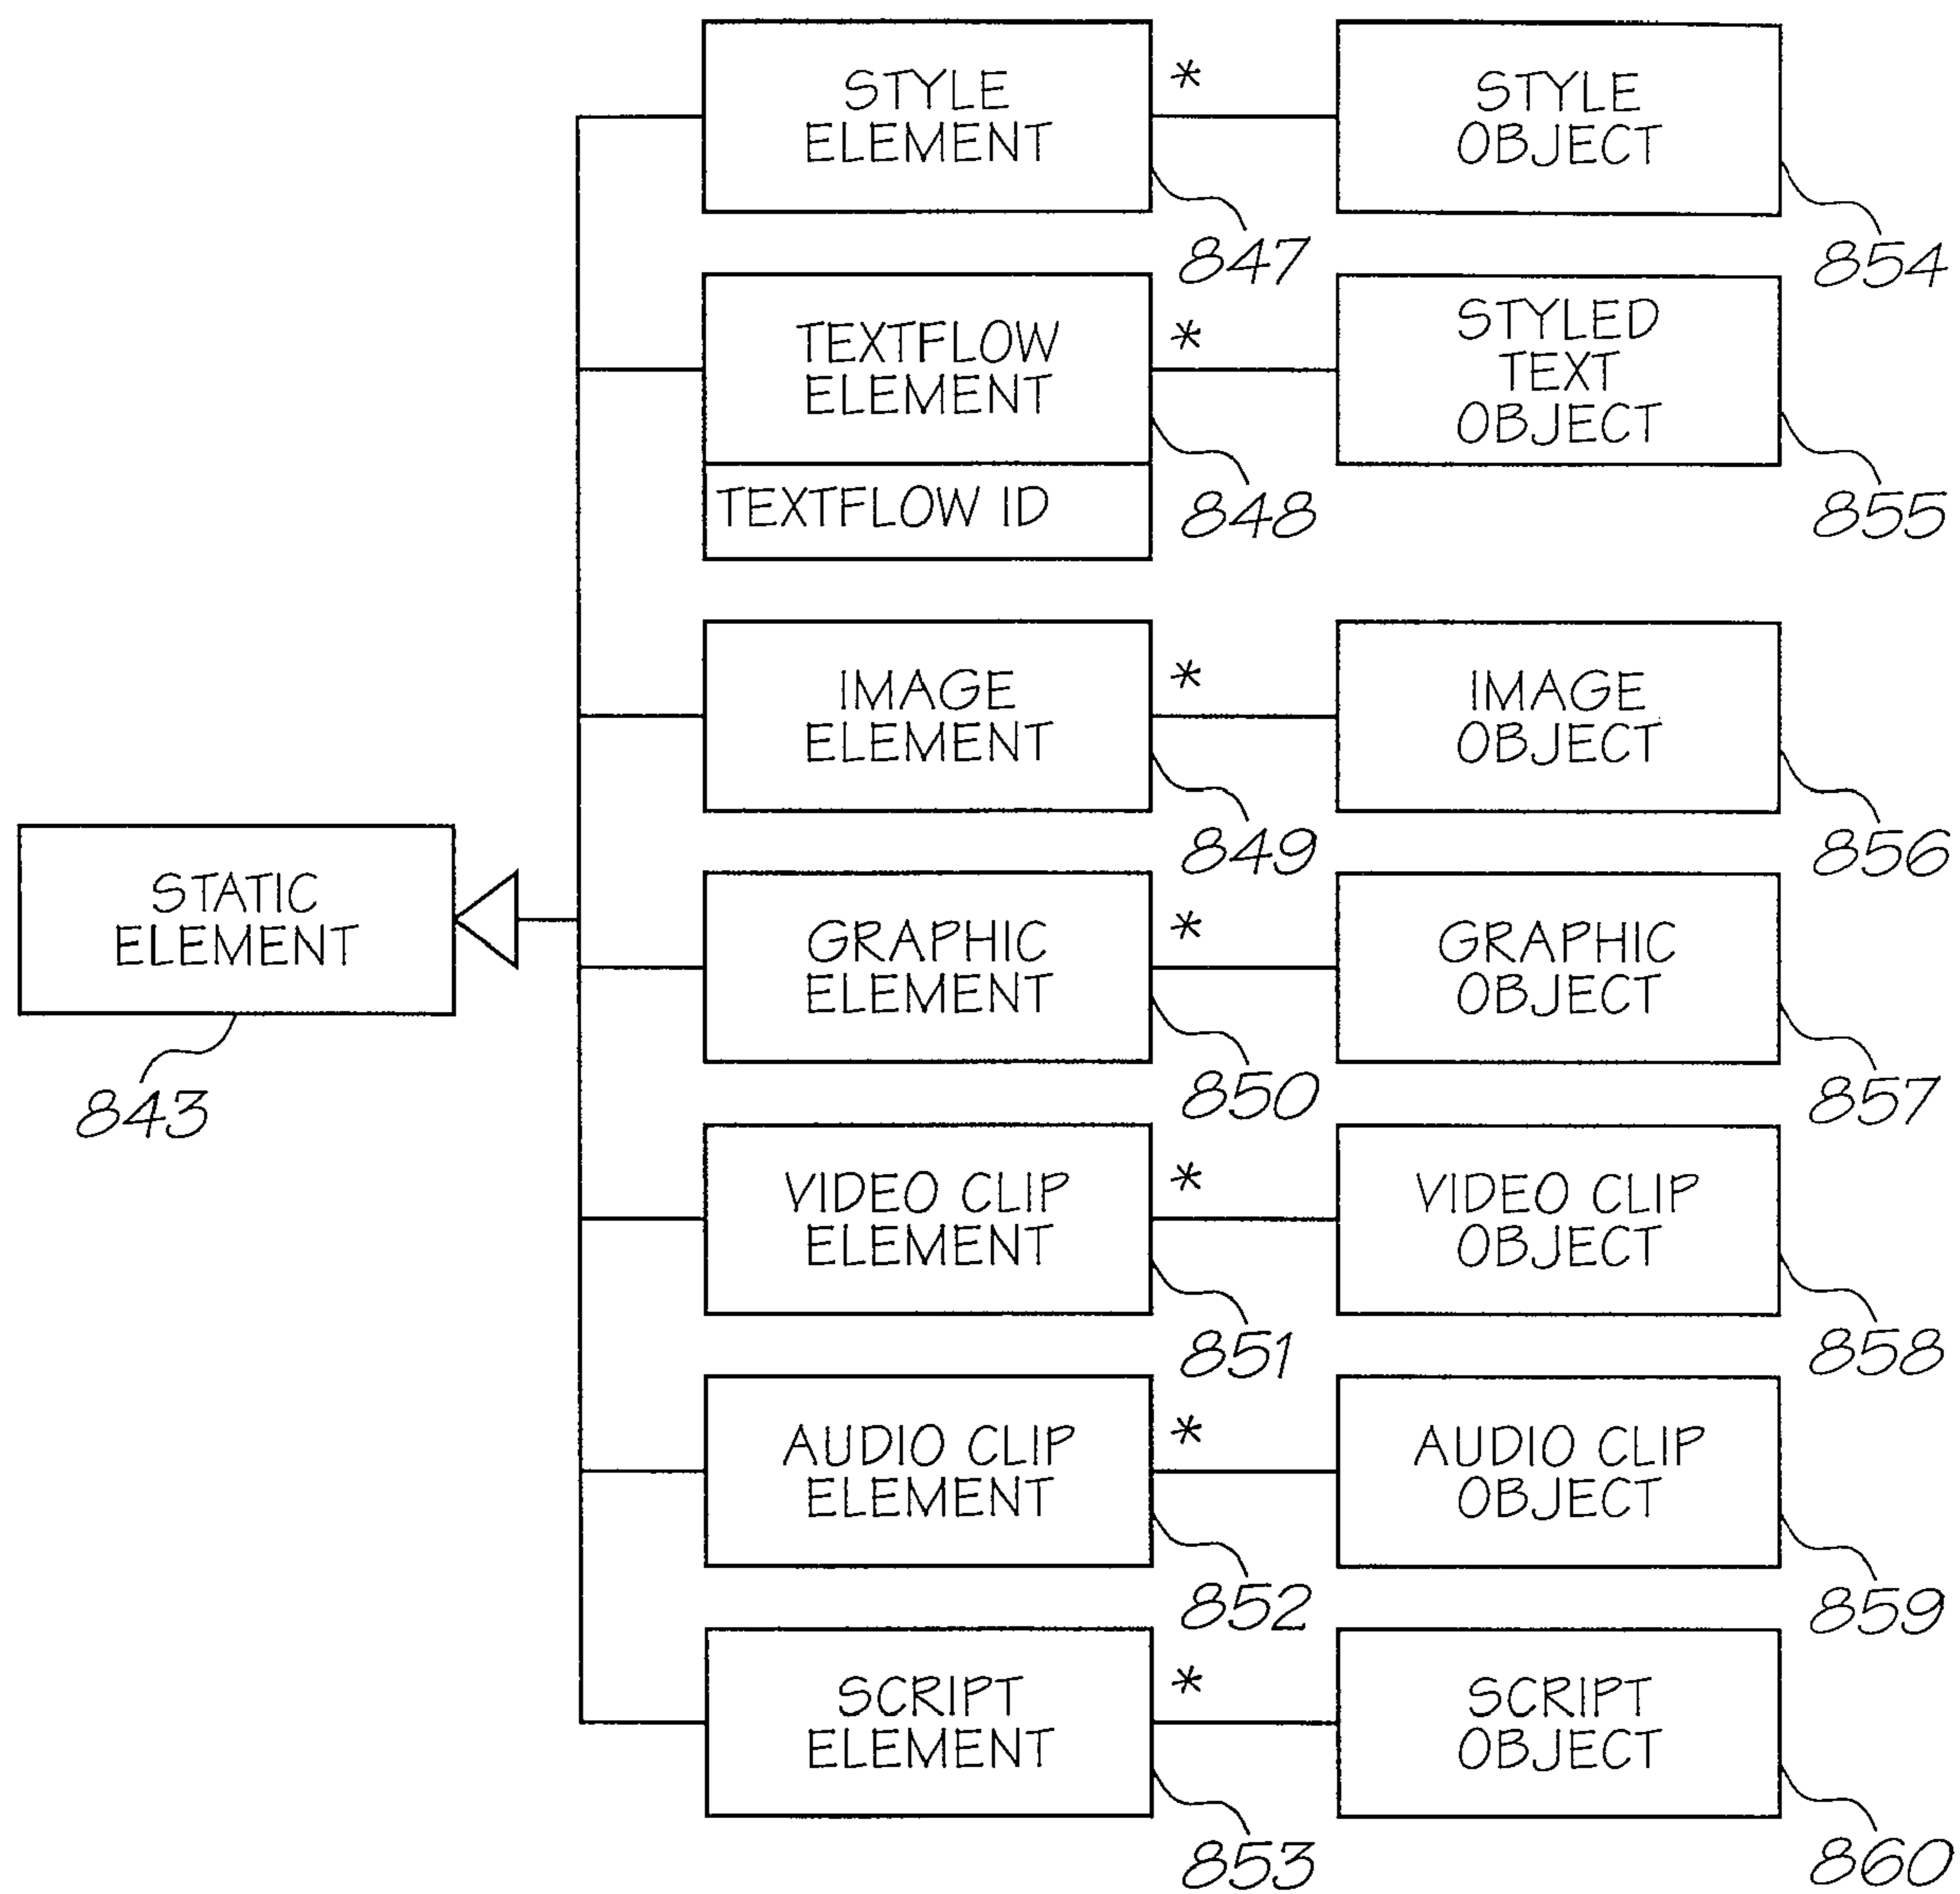 STYLE
ELEMENT
*
STYLE
OBJECT
847
854
TEXTFLOW
ELEMENT
*
STYLED
TEXT
OBJECT
TEXTFLOW ID
848
855
IMAGE
ELEMENT
*
IMAGE
OBJECT
849
856
STATIC
ELEMENT
843
GRAPHIC
ELEMENT
*
GRAPHIC
OBJECT
850
857
VIDEO CLIP
ELEMENT
*
VIDEO CLIP
OBJECT
851
858
AUDIO CLIP
ELEMENT
*
AUDIO CLIP
OBJECT
852
859
SCRIPT
ELEMENT
*
SCRIPT
OBJECT
853
860